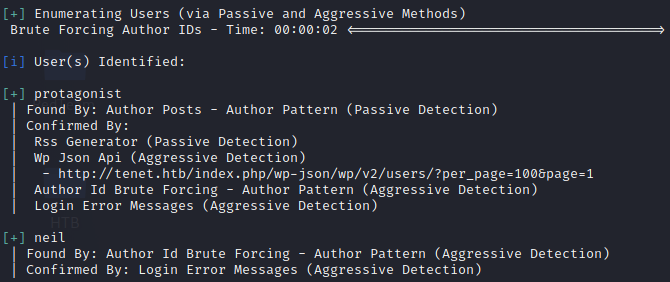 [+] Enumerating Users (via Passive and Aggressive Methods)
Brute Forcing Author IDs - Time: 00:00:02 <==================================>
[i] User(s) Identified:
[+] protagonist
| Found By: Author Posts - Author Pattern (Passive Detection)
| Confirmed By:
|  Rss Generator (Passive Detection)
|  Wp Json Api (Aggressive Detection)
|   - http://tenet.htb/index.php/wp-json/wp/v2/users/?per_page=100&page=1
|  Author Id Brute Forcing - Author Pattern (Aggressive Detection)
|  Login Error Messages (Aggressive Detection)
HTB
[+] neil
| Found By: Author Id Brute Forcing - Author Pattern (Aggressive Detection)
| Confirmed By: Login Error Messages (Aggressive Detection)